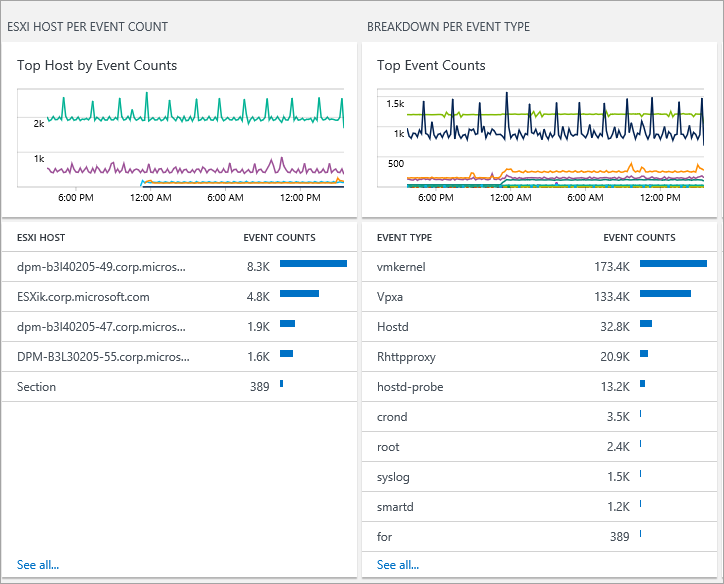 ESXI HOST PER EVENT COUNT
Top Host by Event Counts
2k
1k
6:00 PM 12:00 AM 6:00 AM 12:00 PM
ESXI HOST EVENT COUNTS
dpm-b3l40205-49.corp.micros... 8.3K
ESXik.corp.microsoft.com 4.8K
dpm-b3l40205-47.corp.micros... 1.9K
DPM-B3L30205-55.corp.micros... 1.6K
Section 389
See all...
BREAKDOWN PER EVENT TYPE
Top Event Counts
1.5k
1k
500
6:00 PM 12:00 AM 6:00 AM 12:00 PM
EVENT TYPE EVENT COUNTS
vmkernel 173.4K
Vpxa 133.4K
Hostd 32.8K
Rhttpproxy 20.9K
hostd-probe 13.2K
crond 3.5K
root 2.4K
syslog 1.5K
smartd 1.2K
for 389
See all...